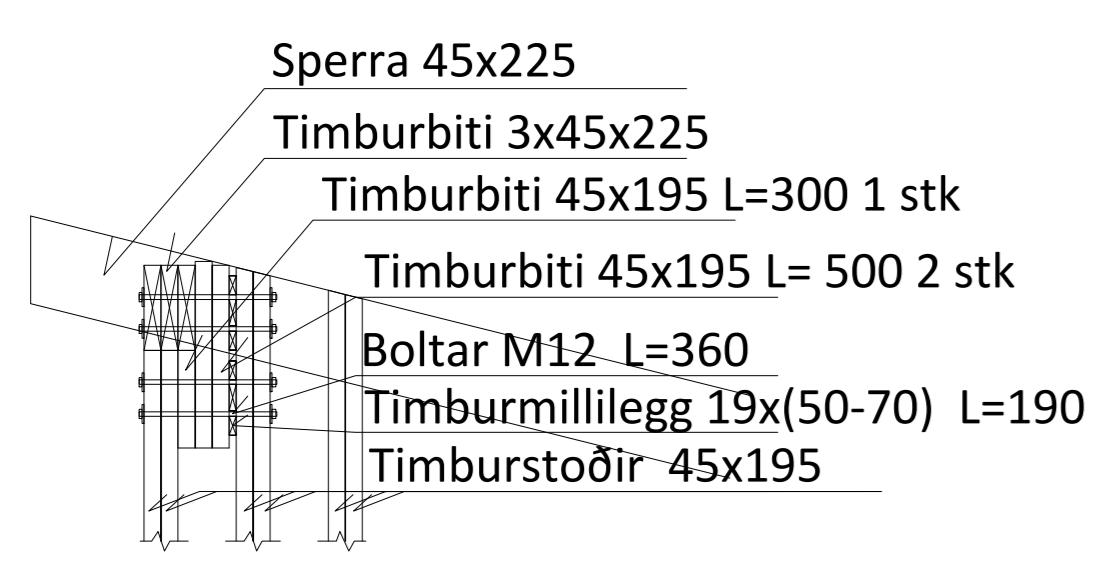 Sperra 45x225
Timburbiti 3x45x225
Timburbiti 45x195 L=300 1 stk
Timburbiti 45x195 L= 500 2 stk
Boltar M12 L=360
Timburmillilegg 19x(50-70) L=190
Timburstoðir 45x195